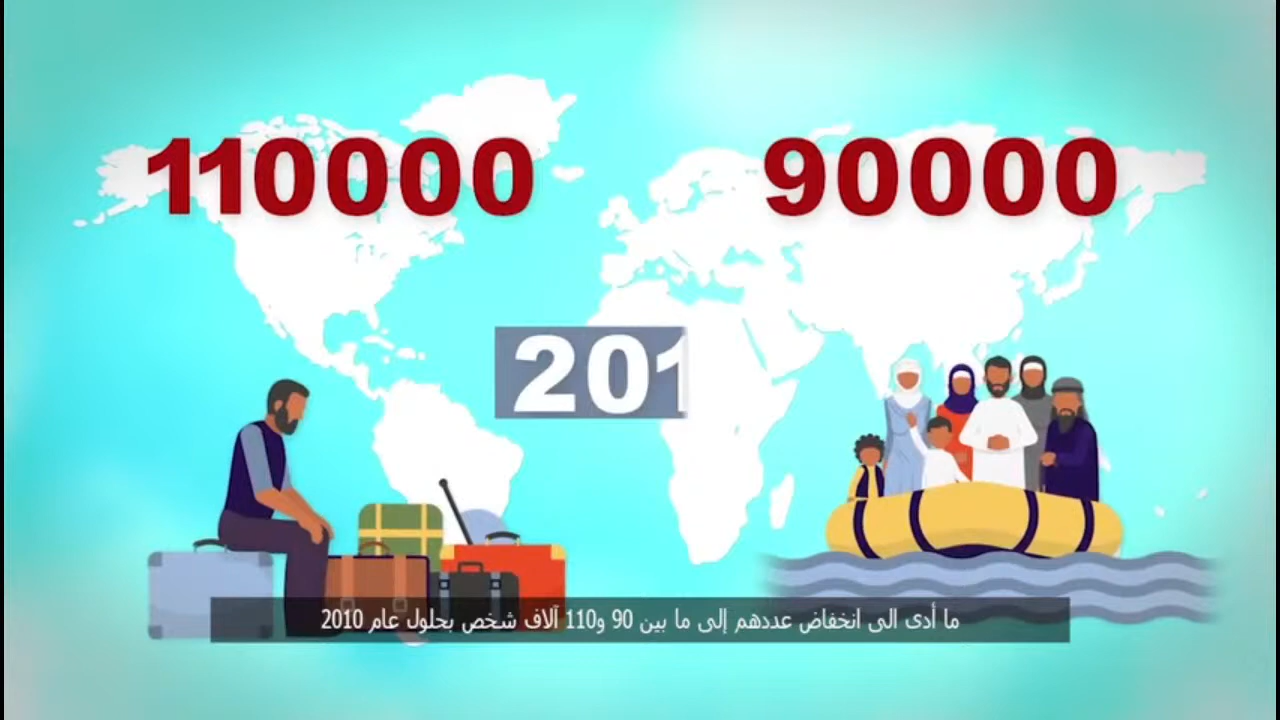 110000
90000
201
ما أدى الى انخفاض عددهم إلى ما بين 90 و110 آلاف شخص بحلول عام 2010